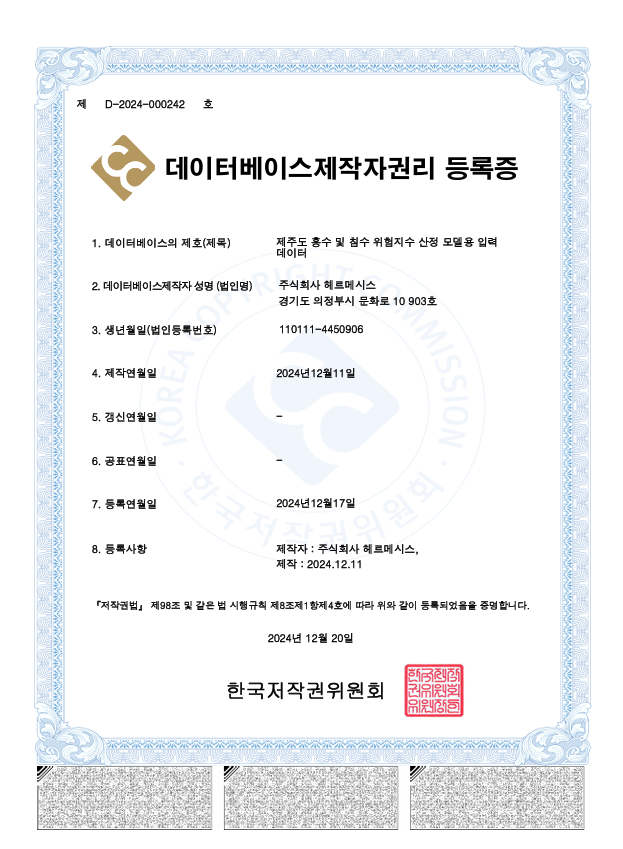 제 D-2024-000242 호
데이터베이스제작자권리 등록증
1. 데이터베이스의 제호(제목) 제주도 홍수 및 침수 위험지수 산정 모델용 입력
데이터
2. 데이터베이스제작자 성명 (법인명) 주식회사 헤르메시스
경기도 의정부시 문화로 10 903호
3. 생년월일(법인등록번호) 110111-4450906
4. 제작연월일 2024년12월11일
5. 갱신연월일 -
6. 공표연월일 -
7. 등록연월일 2024년12월17일
8. 등록사항 제작자 : 주식회사 헤르메시스,
제작 : 2024.12.11
『저작권법』 제98조 및 같은 법 시행규칙 제8조제1항제4호에 따라 위와 같이 등록되었음을 증명합니다.
2024년 12월 20일
한국저작권위원회
KOREA COPYRIGHT COMMISSION
한국저작권위원회